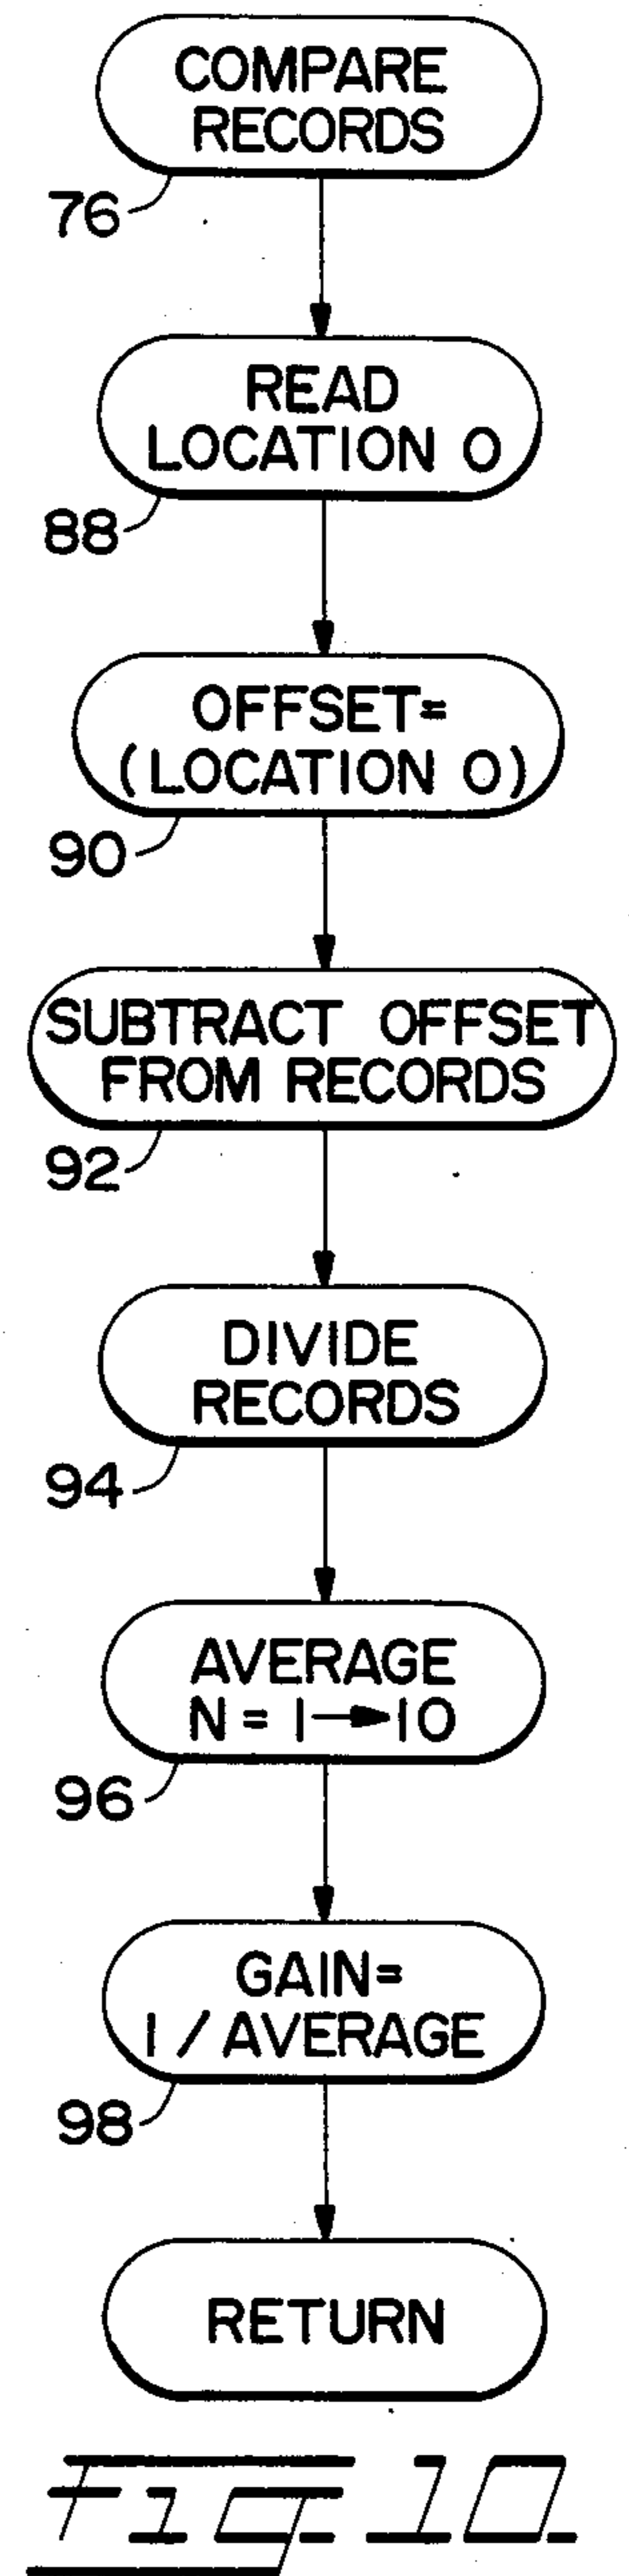 COMPARE
RECORDS
76
READ
LOCATION 0
88
OFFSET=
(LOCATION 0)
90
SUBTRACT OFFSET
FROM RECORDS
92
DIVIDE
RECORDS
94
AVERAGE
N = 1→10
96
GAIN=
1 / AVERAGE
98
RETURN
Fig. 10.